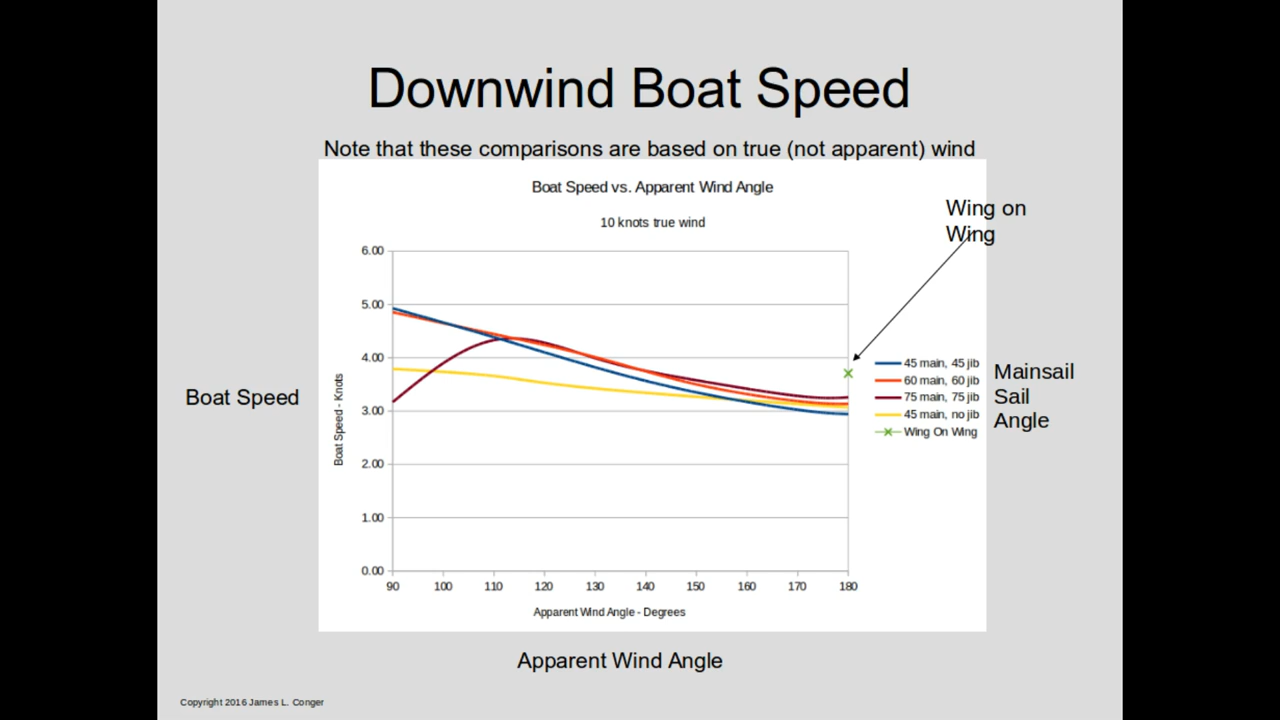 Downwind Boat Speed
Note that these comparisons are based on true (not apparent) wind
Boat Speed vs. Apparent Wind Angle
10 knots true wind
Wing on
Wing
6.00
5.00
4.00
3.00
2.00
1.00
0.00
Boat Speed
Boat Speed - Knots
45 main, 45 jib
60 main, 60 jib
75 main, 75 jib
45 main, no jib
Wing On Wing
Mainsail
Sail
Angle
90 100 110 120 130 140 150 160 170 180
Apparent Wind Angle - Degrees
Apparent Wind Angle
Copyright 2016 James L. Conger